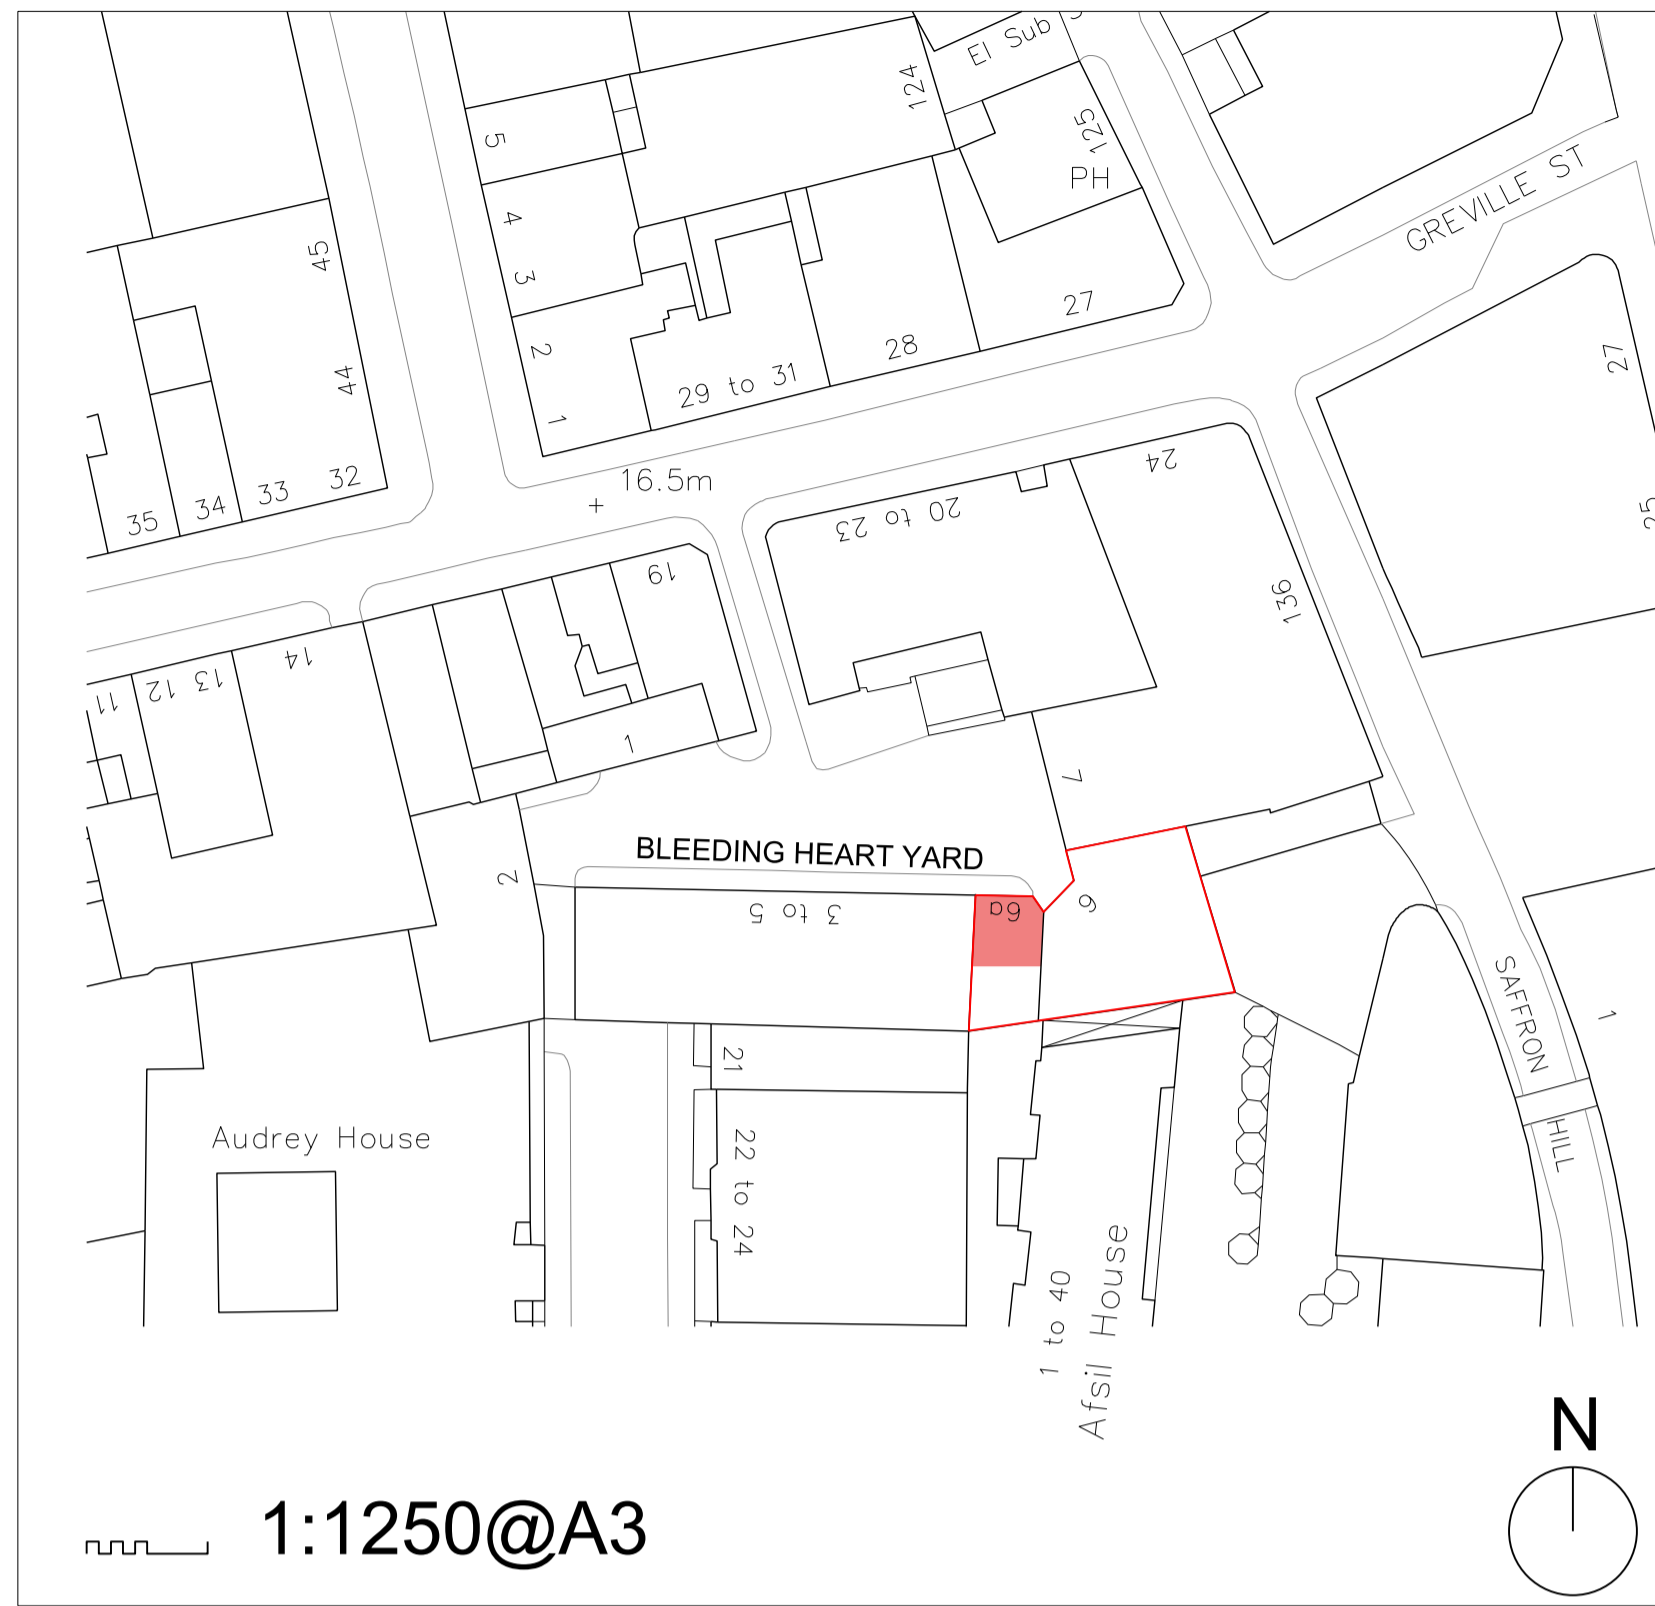 El Sub S
124
125
PH
5
4
3
2
1
45
44
GREVILLE ST
27
28
29 to 31
27
25
32
33
34
35
16.5m
24
20 to 23
19
136
14
13
12
11
1
7
BLEEDING HEART YARD
2
3 to 5
6a
6
SAFFRON
HILL
1
21
22 to 24
Audrey House
1 to 40
Afsil House
N
1:1250@A3